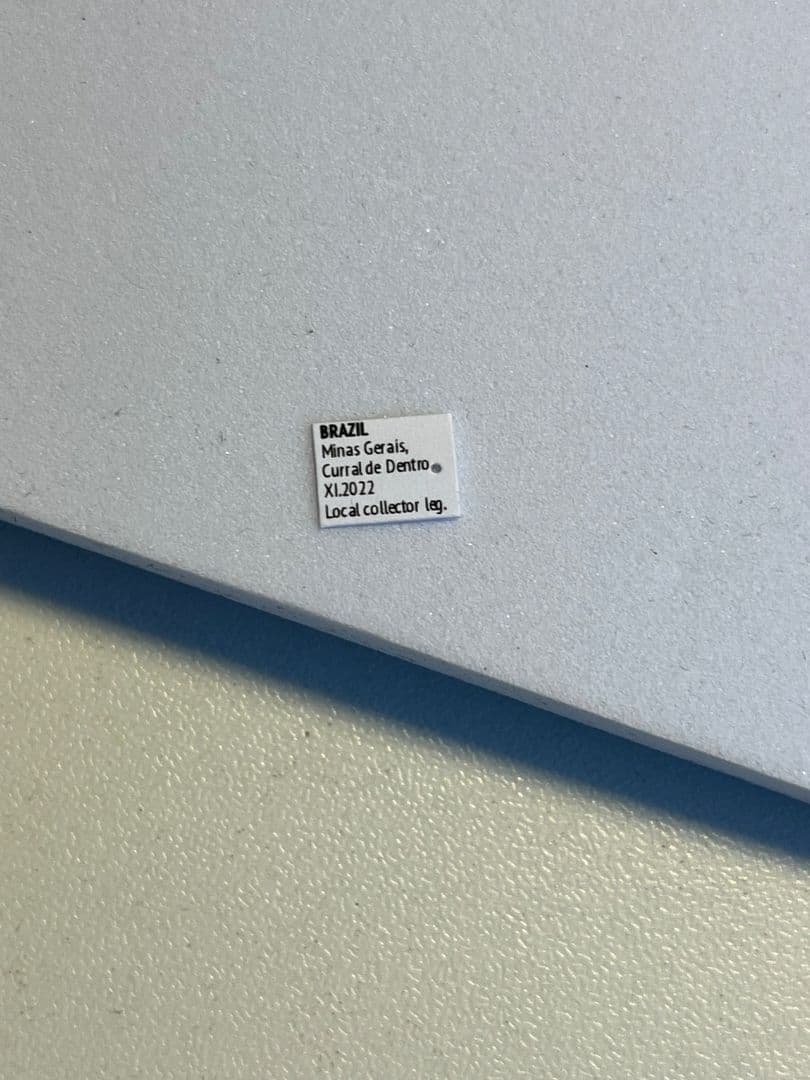 BRAZIL
Minas Gerais,
Curral de Dentro
XI.2022
Local collector leg.